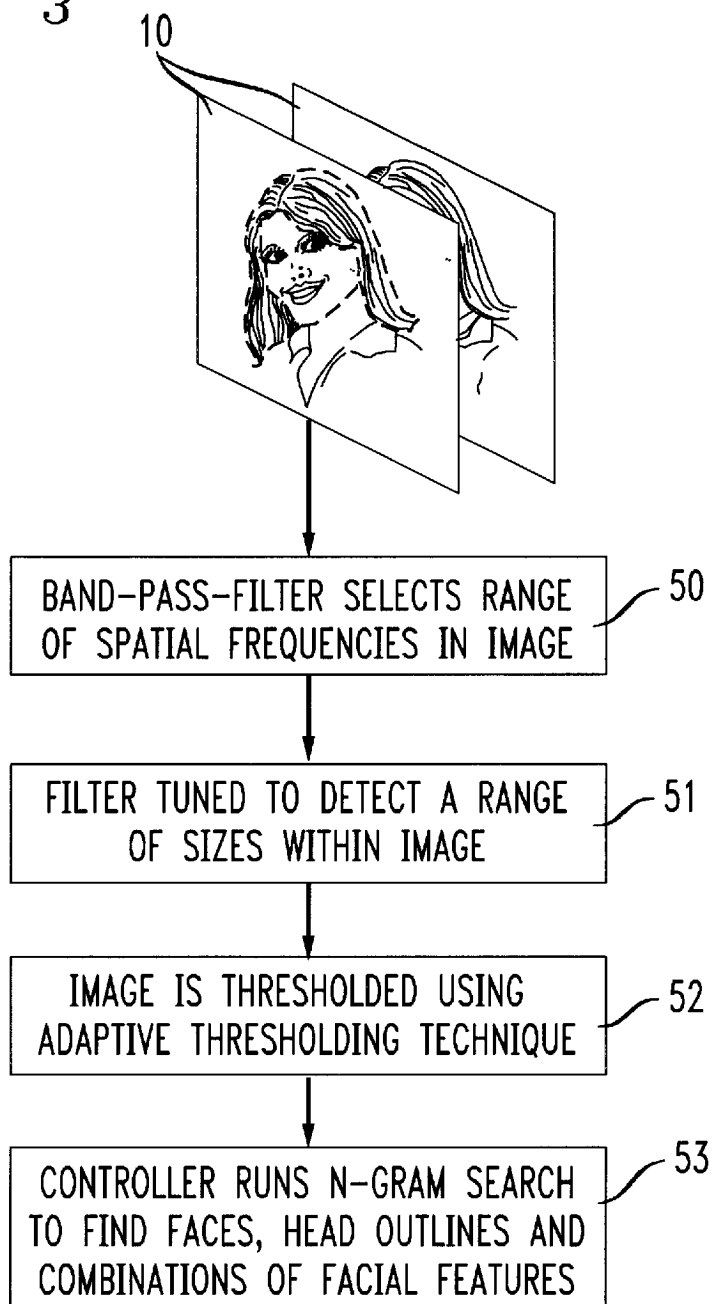 3
10
BAND-PASS-FILTER SELECTS RANGE
OF SPATIAL FREQUENCIES IN IMAGE
50
FILTER TUNED TO DETECT A RANGE
OF SIZES WITHIN IMAGE
51
IMAGE IS THRESHOLDED USING
ADAPTIVE THRESHOLDING TECHNIQUE
52
CONTROLLER RUNS N-GRAM SEARCH
TO FIND FACES, HEAD OUTLINES AND
COMBINATIONS OF FACIAL FEATURES
53